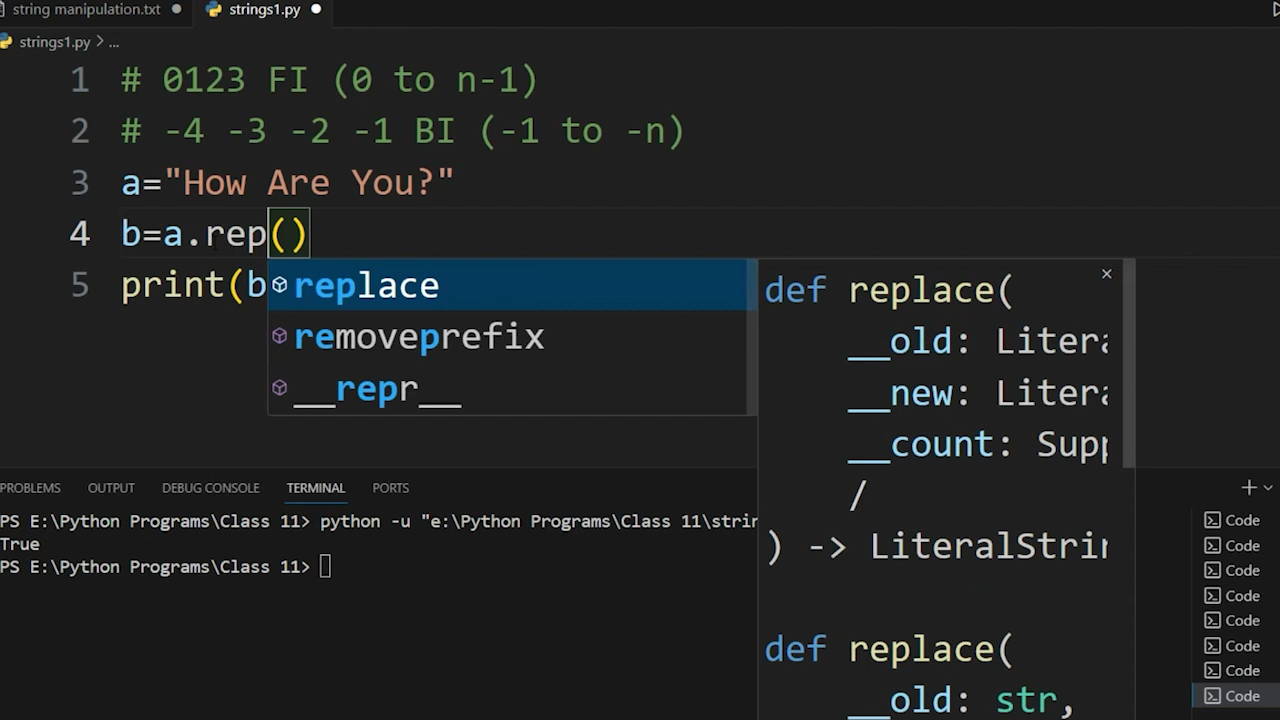 string manipulation.txt
strings1.py
strings1.py > ...
1 # 0123 FI (0 to n-1)
2 # -4 -3 -2 -1 BI (-1 to -n)
3 a="How Are You?"
4 b=a.rep()
5 print(b
replace
removeprefix
__repr__
def replace(
__old: Litera
__new: Litera
__count: Supp
/
) -> LiteralStrin
def replace(
__old: str,
PROBLEMS OUTPUT DEBUG CONSOLE TERMINAL PORTS
PS E:\Python Programs\Class 11> python -u "e:\Python Programs\Class 11\strin
True
PS E:\Python Programs\Class 11>
Code
Code
Code
Code
Code
Code
Code
Code